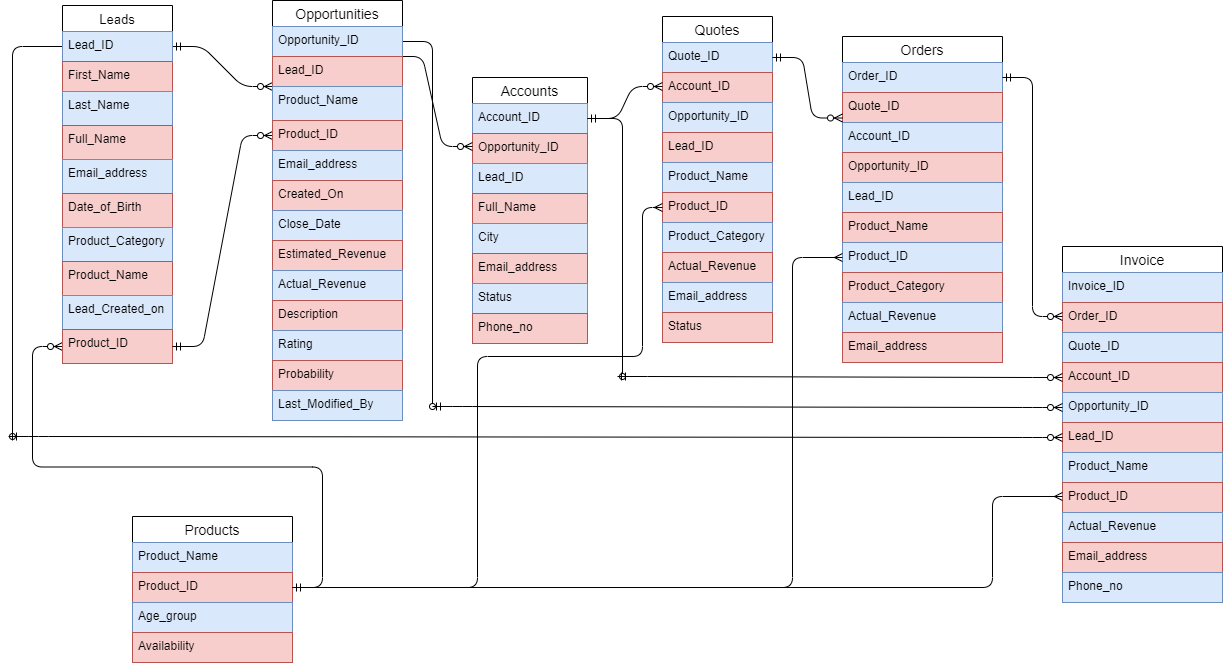 Leads
Lead_ID
First_Name
Last_Name
Full_Name
Email_address
Date_of_Birth
Product_Category
Product_Name
Lead_Created_on
Product_ID
Opportunities
Opportunity_ID
Lead_ID
Product_Name
Product_ID
Email_address
Created_On
Close_Date
Estimated_Revenue
Actual_Revenue
Description
Rating
Probability
Last_Modified_By
Accounts
Account_ID
Opportunity_ID
Lead_ID
Full_Name
City
Email_address
Status
Phone_no
Quotes
Quote_ID
Account_ID
Opportunity_ID
Lead_ID
Product_Name
Product_ID
Product_Category
Actual_Revenue
Email_address
Status
Orders
Order_ID
Quote_ID
Account_ID
Opportunity_ID
Lead_ID
Product_Name
Product_ID
Product_Category
Actual_Revenue
Email_address
Invoice
Invoice_ID
Order_ID
Quote_ID
Account_ID
Opportunity_ID
Lead_ID
Product_Name
Product_ID
Actual_Revenue
Email_address
Phone_no
Products
Product_Name
Product_ID
Age_group
Availability